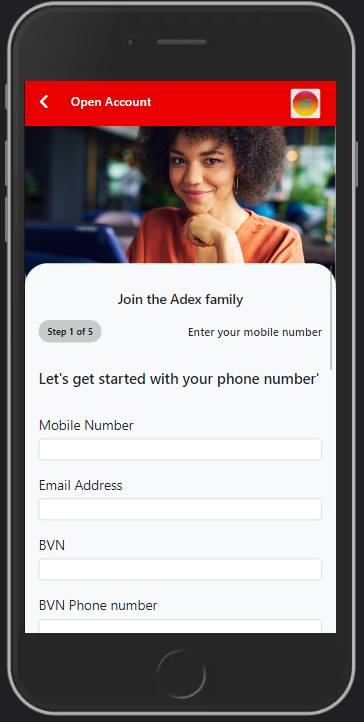 Open Account
Join the Adex family
Step 1 of 5
Enter your mobile number
Let's get started with your phone number'
Mobile Number
Email Address
BVN
BVN Phone number